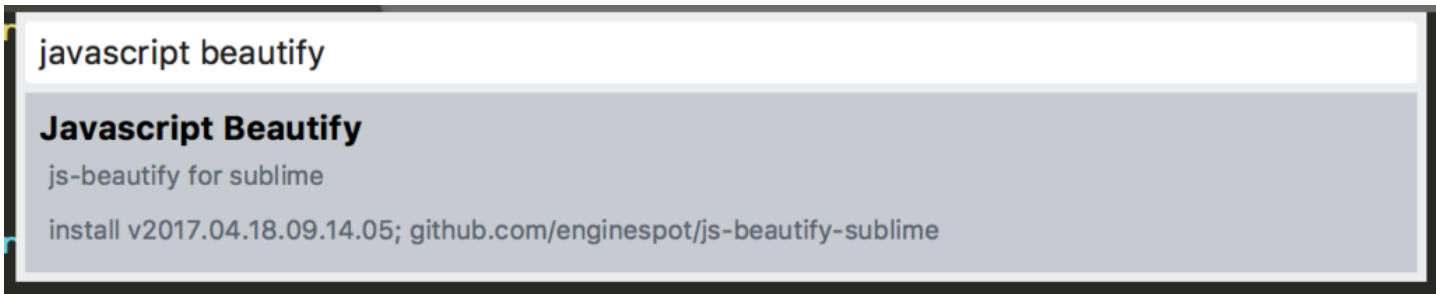 javascript beautify
Javascript Beautify
js-beautify for sublime
install v2017.04.18.09.14.05; github.com/enginespot/js-beautify-sublime